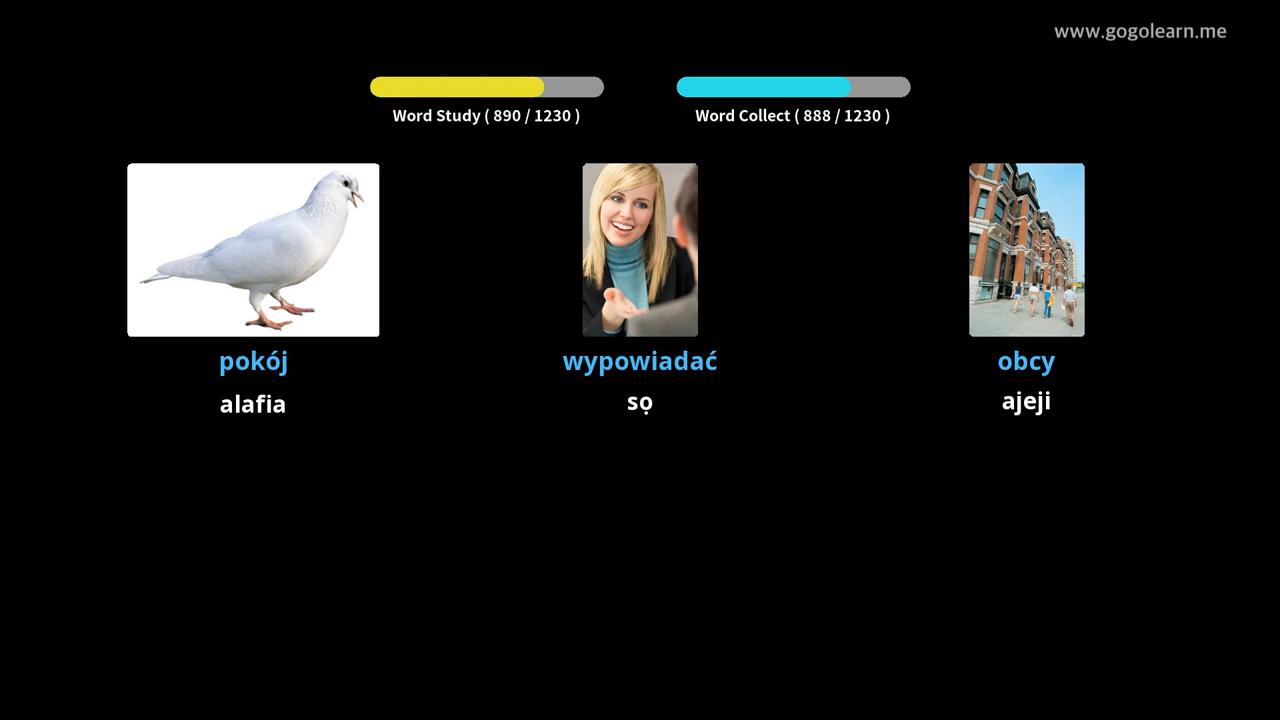 www.gogolearn.me
Word Study ( 890 / 1230 )
Word Collect ( 888 / 1230 )
pokój
wypowiadać
obcy
alafia
sọ
ajeji